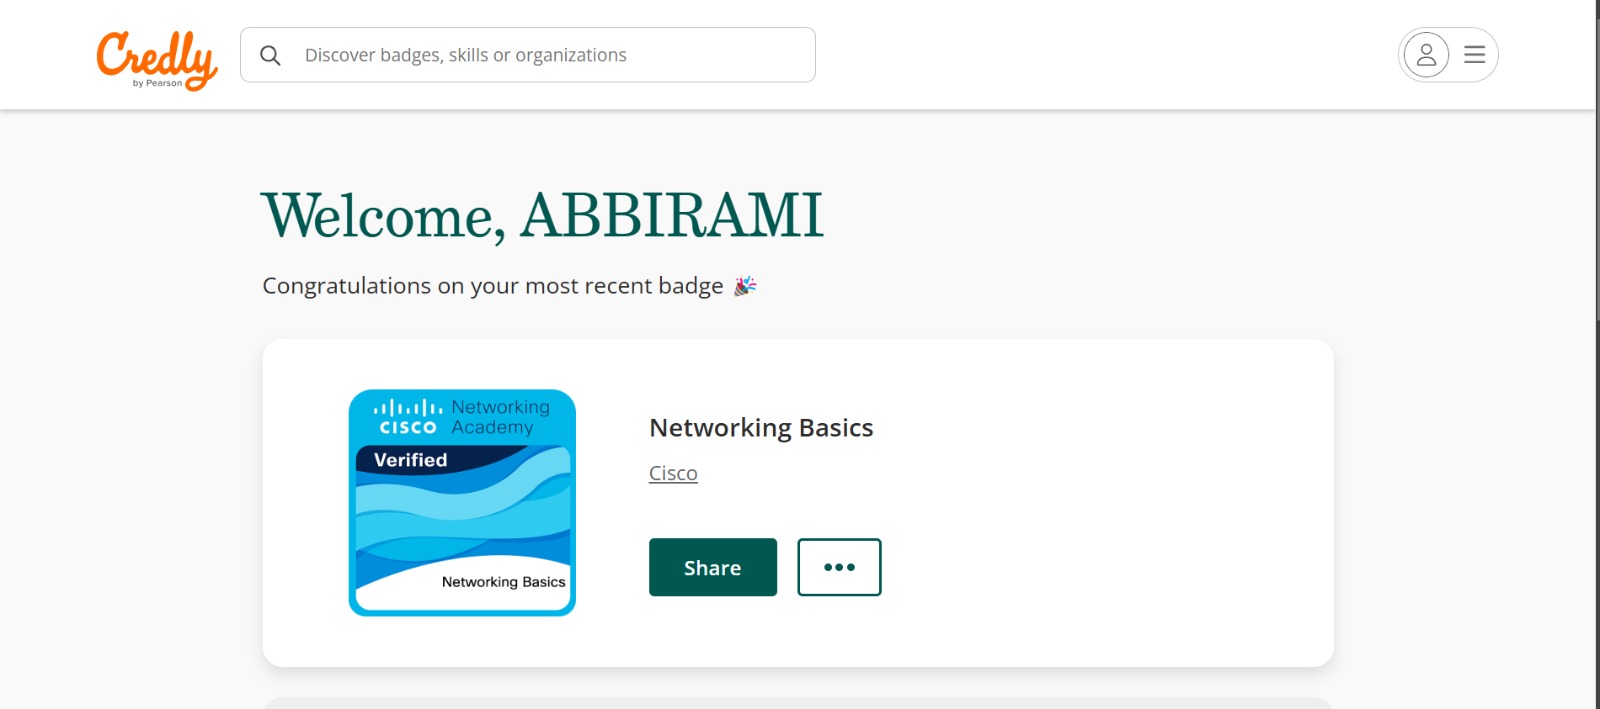 Credly
by Pearson
Discover badges, skills or organizations
Welcome, ABBIRAMI
Congratulations on your most recent badge 🎉
CISCO Networking Academy
Verified
Networking Basics
Networking Basics
Cisco
Share
•••